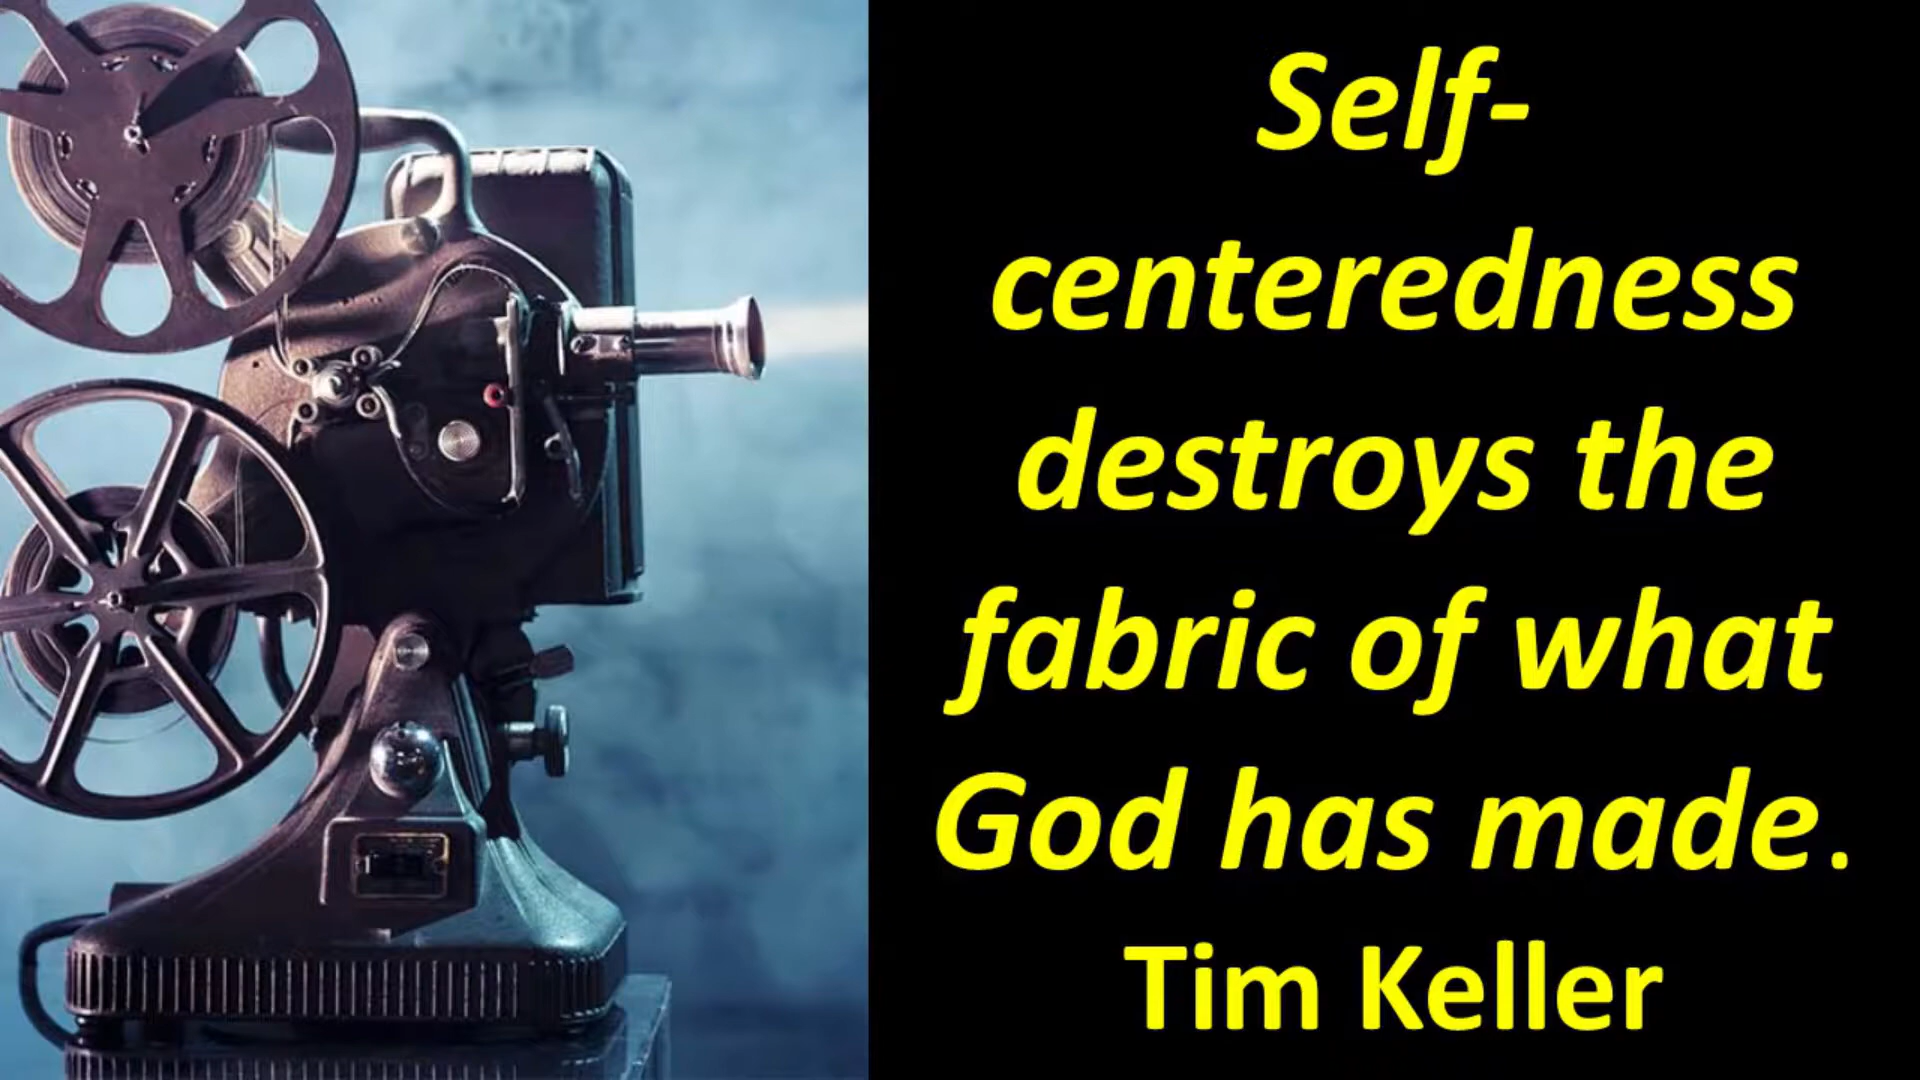 Self-
centeredness
destroys the
fabric of what
God has made.
Tim Keller